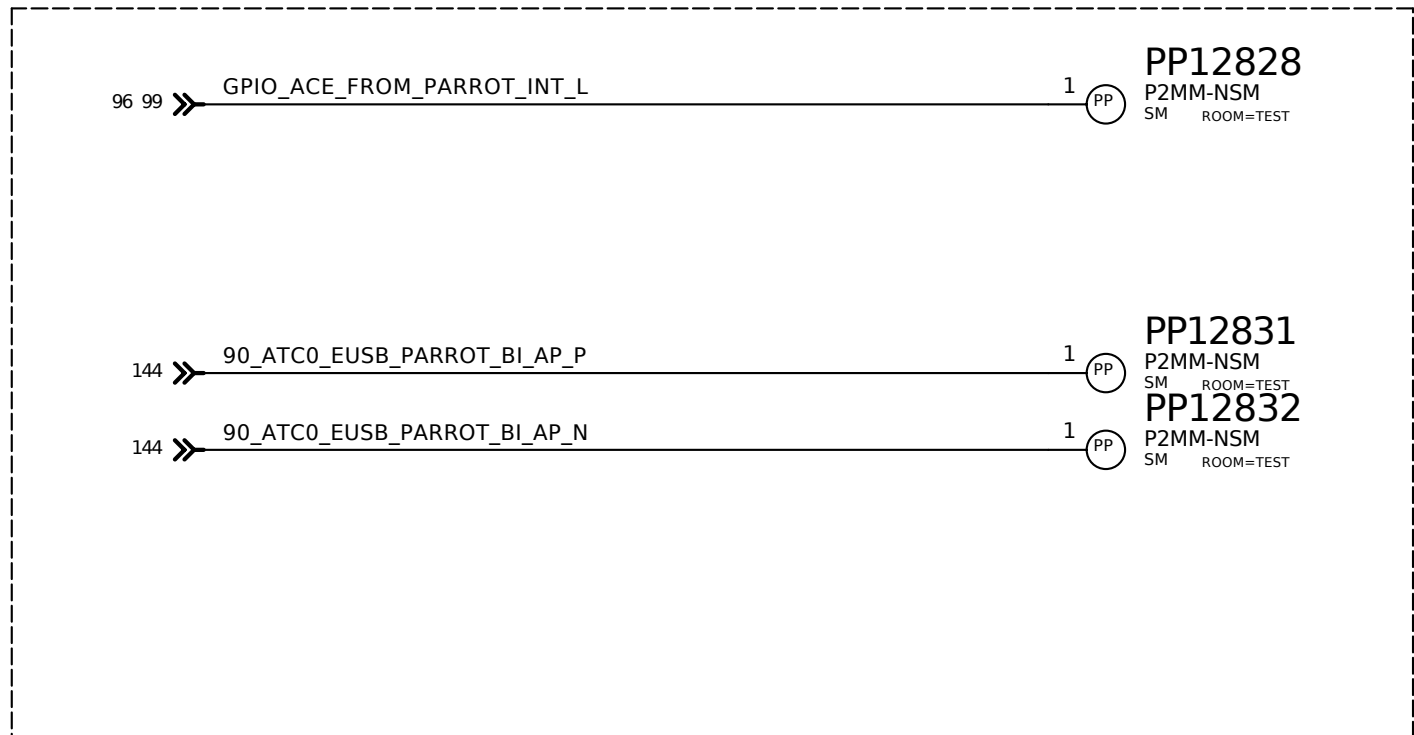 96 99 GPIO_ACE_FROM_PARROT_INT_L 1 PP PP12828
P2MM-NSM
SM ROOM=TEST
144 90_ATC0_EUSB_PARROT_BI_AP_P 1 PP PP12831
P2MM-NSM
SM ROOM=TEST
144 90_ATC0_EUSB_PARROT_BI_AP_N 1 PP PP12832
P2MM-NSM
SM ROOM=TEST